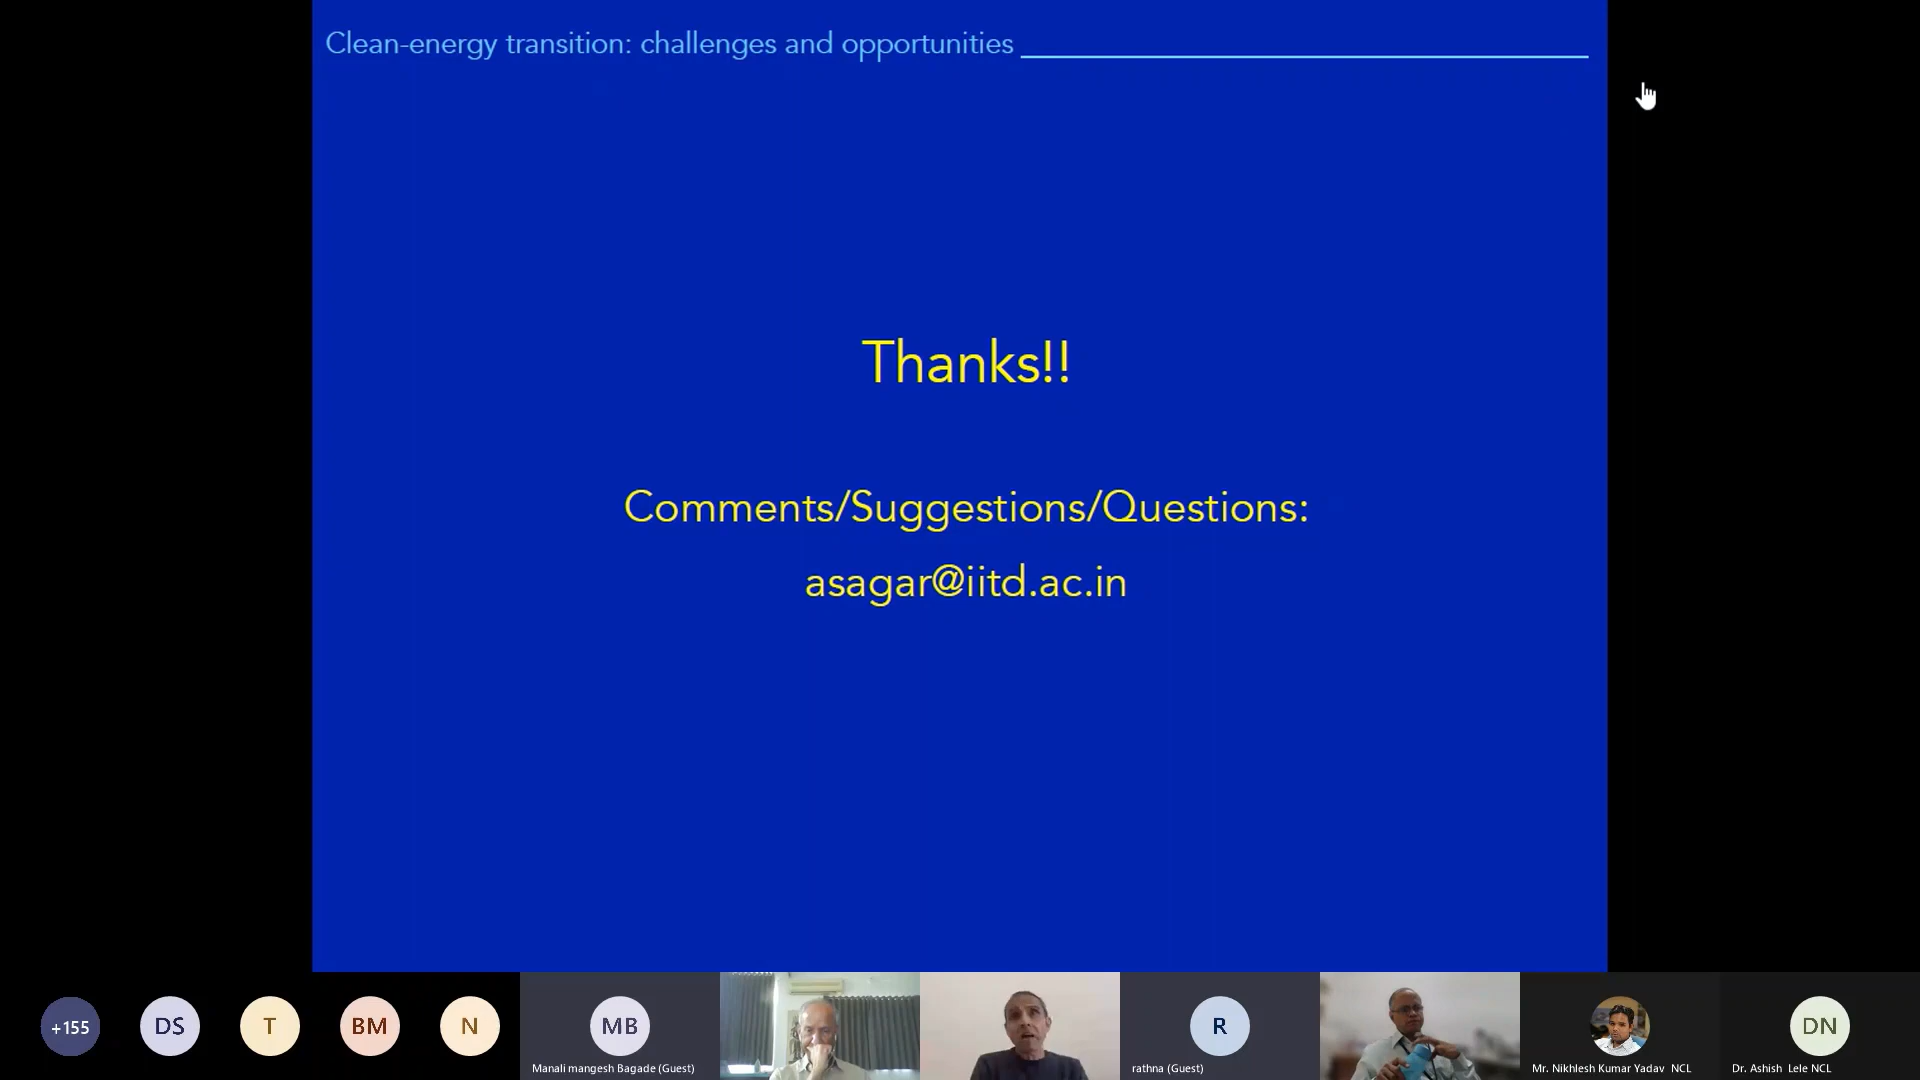 Clean-energy transition: challenges and opportunities
Thanks!!
Comments/Suggestions/Questions:
asagar@iitd.ac.in
+155
DS
T
BM
N
MB
R
DN
Manali mangesh Bagade (Guest)
rathna (Guest)
Mr. Nikhlesh Kumar Yadav NCL
Dr. Ashish Lele NCL